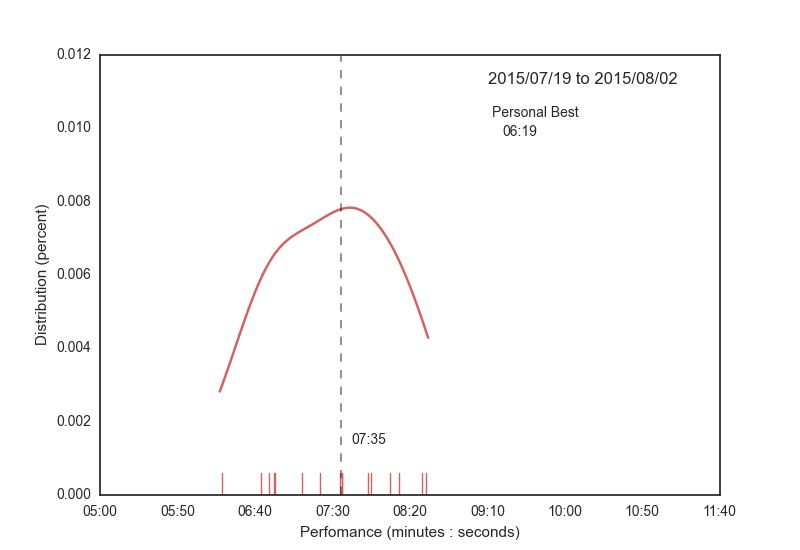 2015/07/19 to 2015/08/02
Personal Best
06:19
07:35
0.012
0.010
0.008
0.006
0.004
0.002
0.000
Distribution (percent)
05:00 05:50 06:40 07:30 08:20 09:10 10:00 10:50 11:40
Perfomance (minutes : seconds)